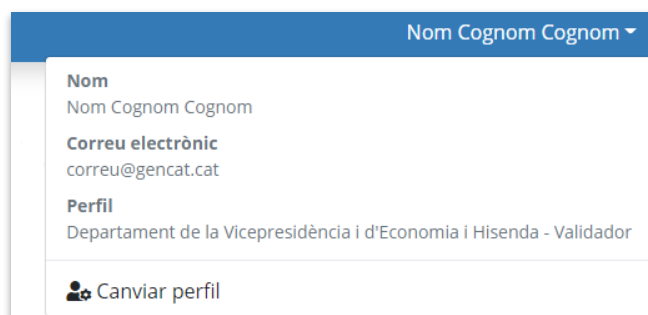 Nom Cognom Cognom
Nom
Nom Cognom Cognom
Correu electrònic
correu@gencat.cat
Perfil
Departament de la Vicepresidència i d'Economia i Hisenda - Validador
Canviar perfil